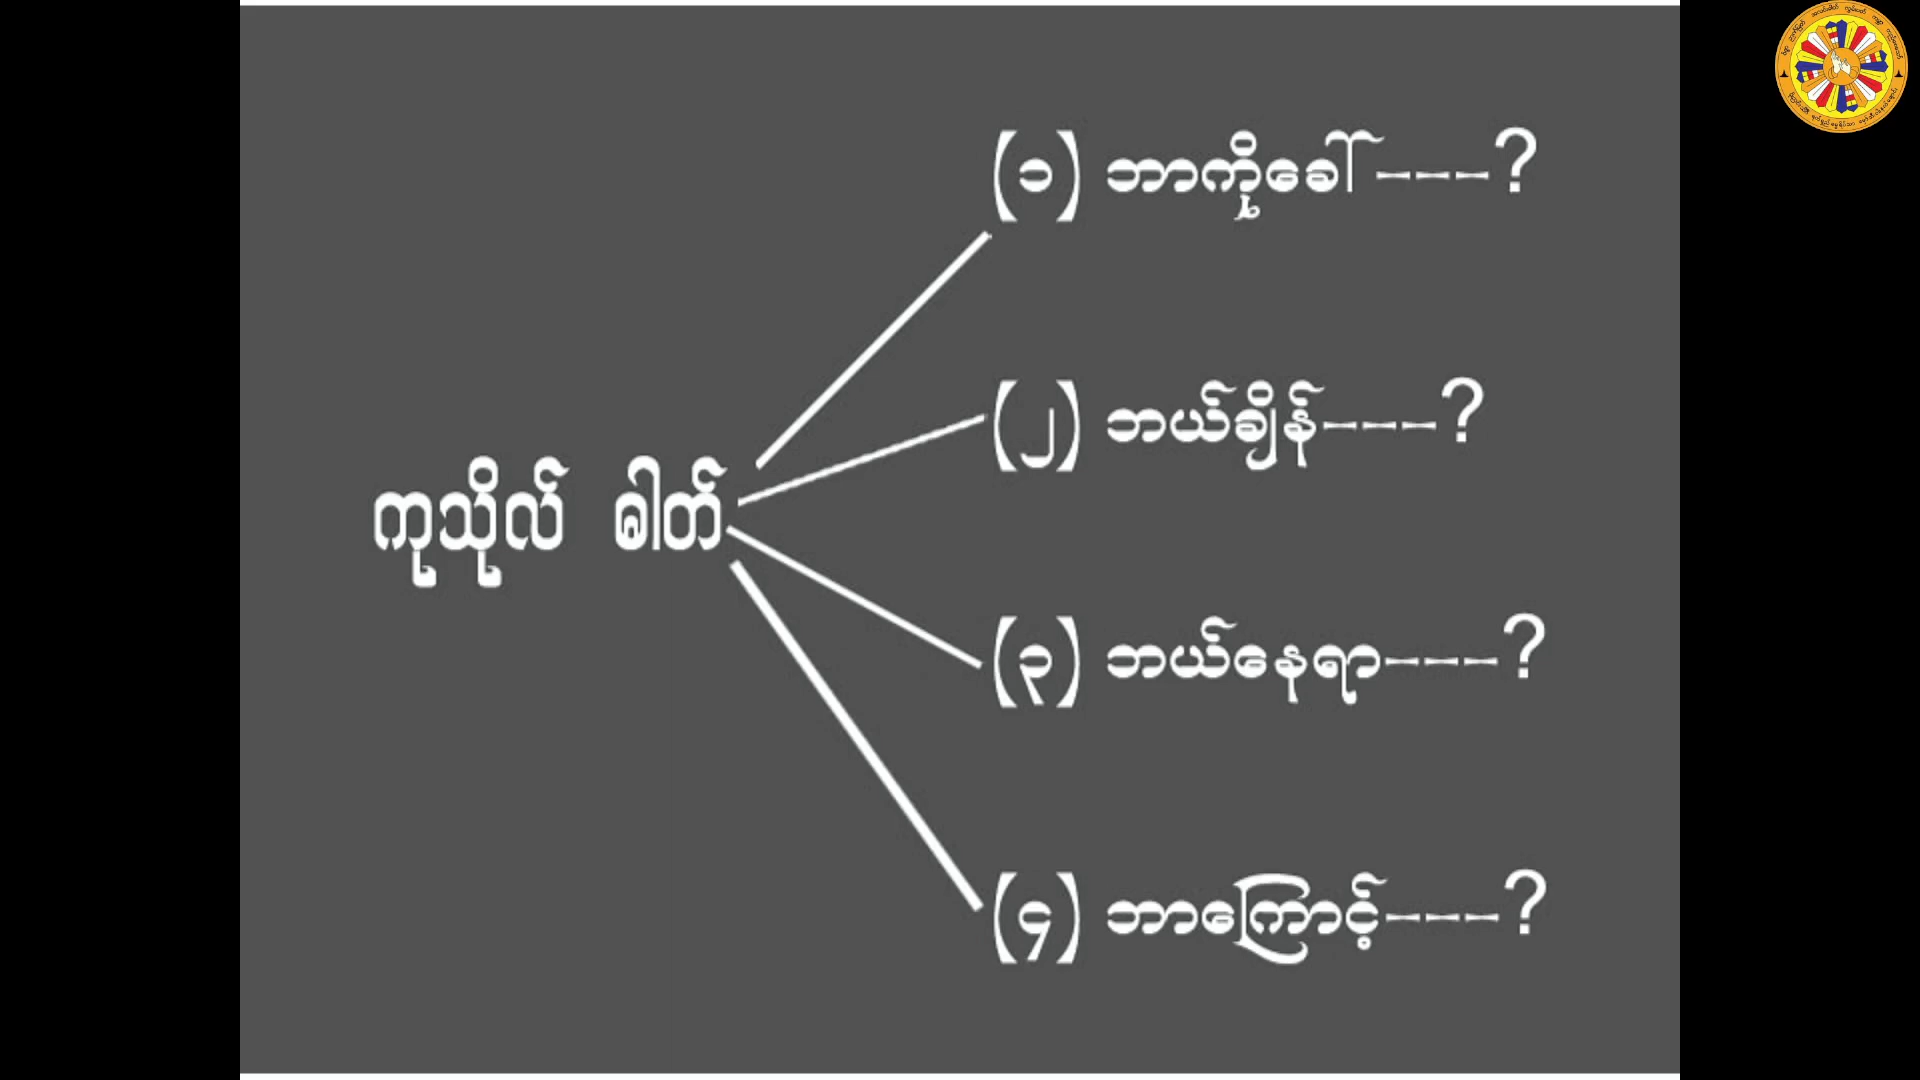 (၁) ဘာကိုခေါ်---?
(၂) ဘယ်ချိန်---?
ကုသိုလ် ဓါတ်
(၃) ဘယ်နေရာ---?
(၄) ဘာကြောင့်---?